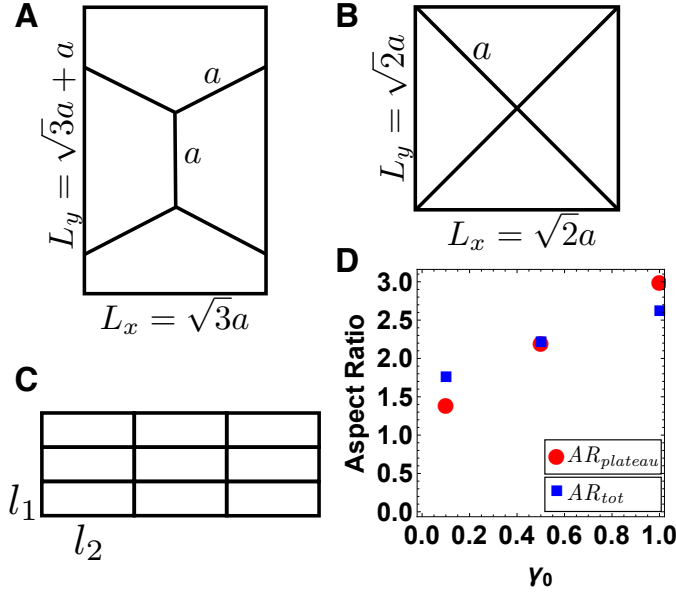 A
L_y = √3a + a
a
a
L_x = √3a
B
L_y = √2a
a
L_x = √2a
C
l_1
l_2
D
Aspect Ratio
3.0
2.5
2.0
1.5
1.0
0.5
0.0
AR_plateau
AR_tot
0.0 0.2 0.4 0.6 0.8 1.0
γ_0